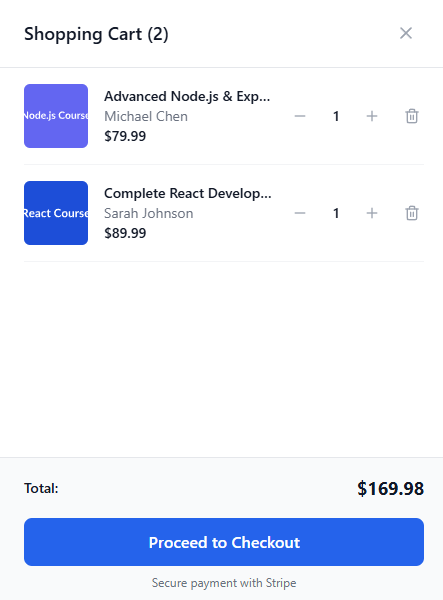 Shopping Cart (2)
Node.js Course
Advanced Node.js & Exp...
Michael Chen
$79.99
1
React Course
Complete React Develop...
Sarah Johnson
$89.99
1
Total:
$169.98
Proceed to Checkout
Secure payment with Stripe